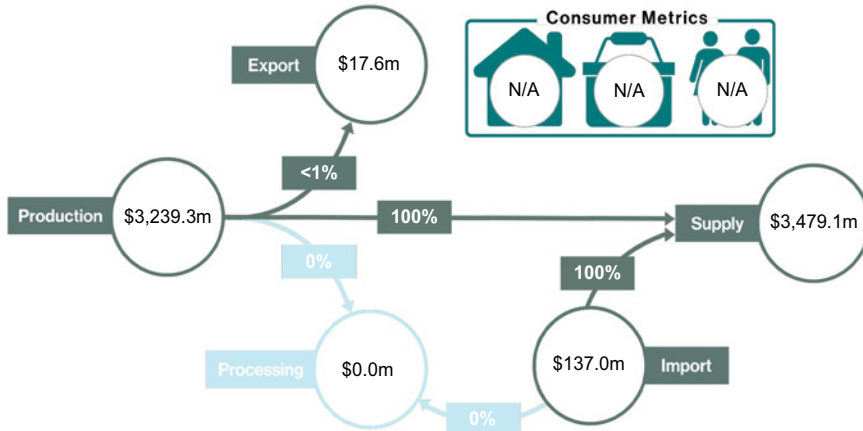 Consumer Metrics
Export
$17.6m
N/A
N/A
N/A
<1%
Production
$3,239.3m
100%
Supply
$3,479.1m
0%
100%
Processing
$0.0m
$137.0m
Import
0%